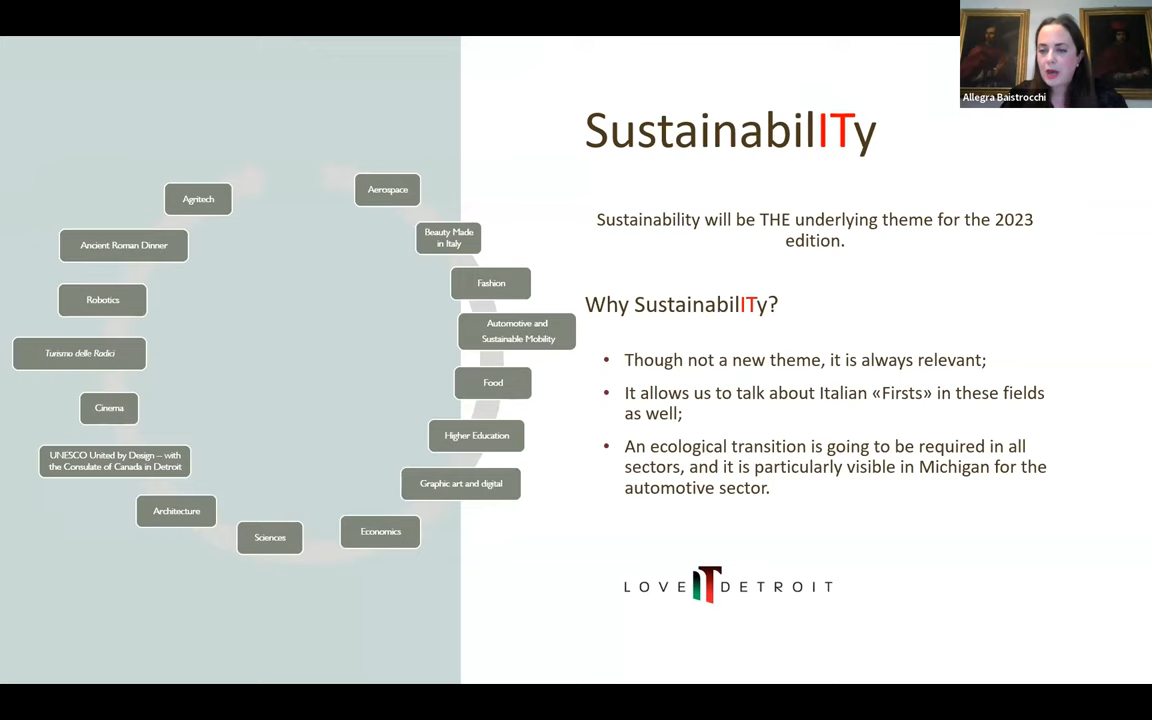 Allegra Baistrocchi
SustainabilITy
Sustainability will be THE underlying theme for the 2023
edition.
Why SustainabilITy?
• Though not a new theme, it is always relevant;
• It allows us to talk about Italian «Firsts» in these fields
as well;
• An ecological transition is going to be required in all
sectors, and it is particularly visible in Michigan for the
automotive sector.
LOVE IT DETROIT
Aerospace
Beauty Made
in Italy
Fashion
Automotive and
Sustainable Mobility
Food
Higher Education
Graphic art and digital
Economics
Sciences
Architecture
UNESCO United by Design – with
the Consulate of Canada in Detroit
Cinema
Turismo delle Radici
Robotics
Ancient Roman Dinner
Agritech